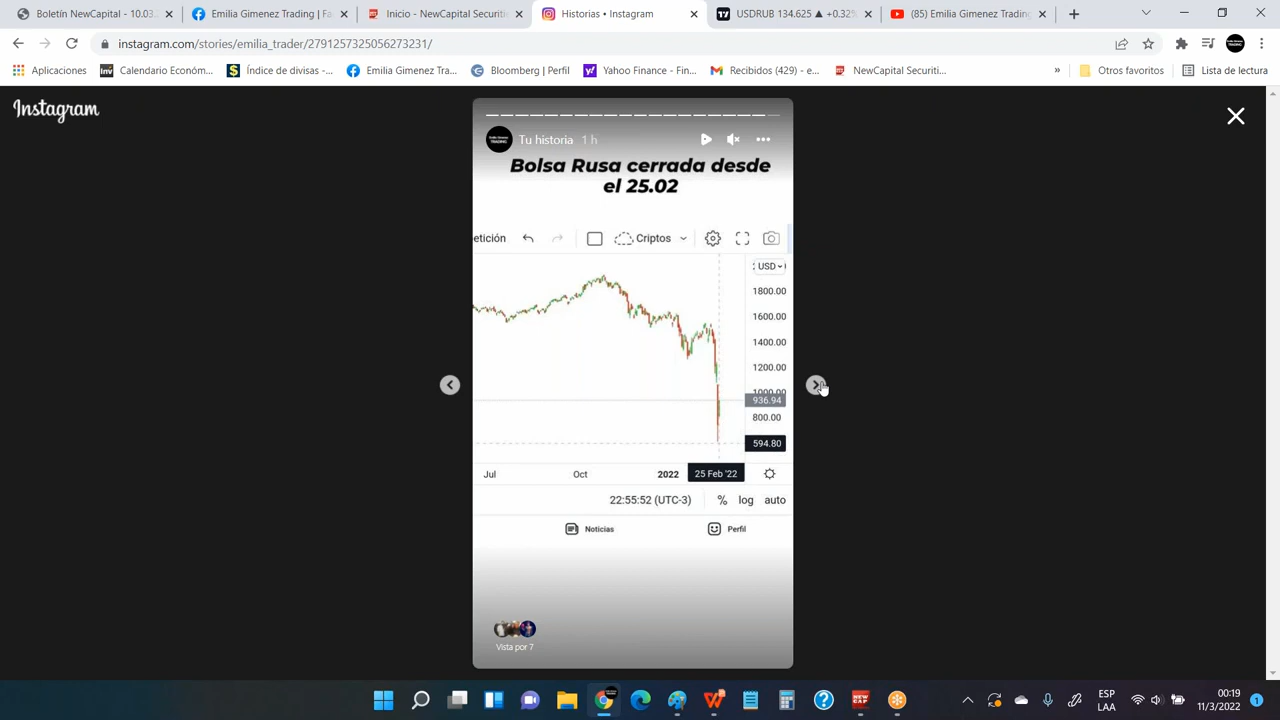 Boletín NewCapital - 10.03.
Emilia Gimenez Trading | Faceb
Inicio - NewCapital Securiti
Historias • Instagram
USDRUB 134.625 ▲ +0.32%
(85) Emilia Gimenez Trading
instagram.com/stories/emilia_trader/2791257325056273231/
Aplicaciones
Calendario Económ...
Índice de divisas -...
Emilia Gimenez Tra...
Bloomberg | Perfil
Yahoo Finance - Fin...
Recibidos (429) - e...
NewCapital Securiti...
»
Otros favoritos
Lista de lectura
Instagram
Tu historia 1 h
Bolsa Rusa cerrada desde
el 25.02
etición
Criptos
USD
1800.00
1600.00
1400.00
1200.00
1000.00
936.94
800.00
594.80
Jul
Oct
2022
25 Feb '22
22:55:52 (UTC-3)
%
log
auto
Noticias
Perfil
Vista por 7
ESP
LAA
00:19
11/3/2022
1